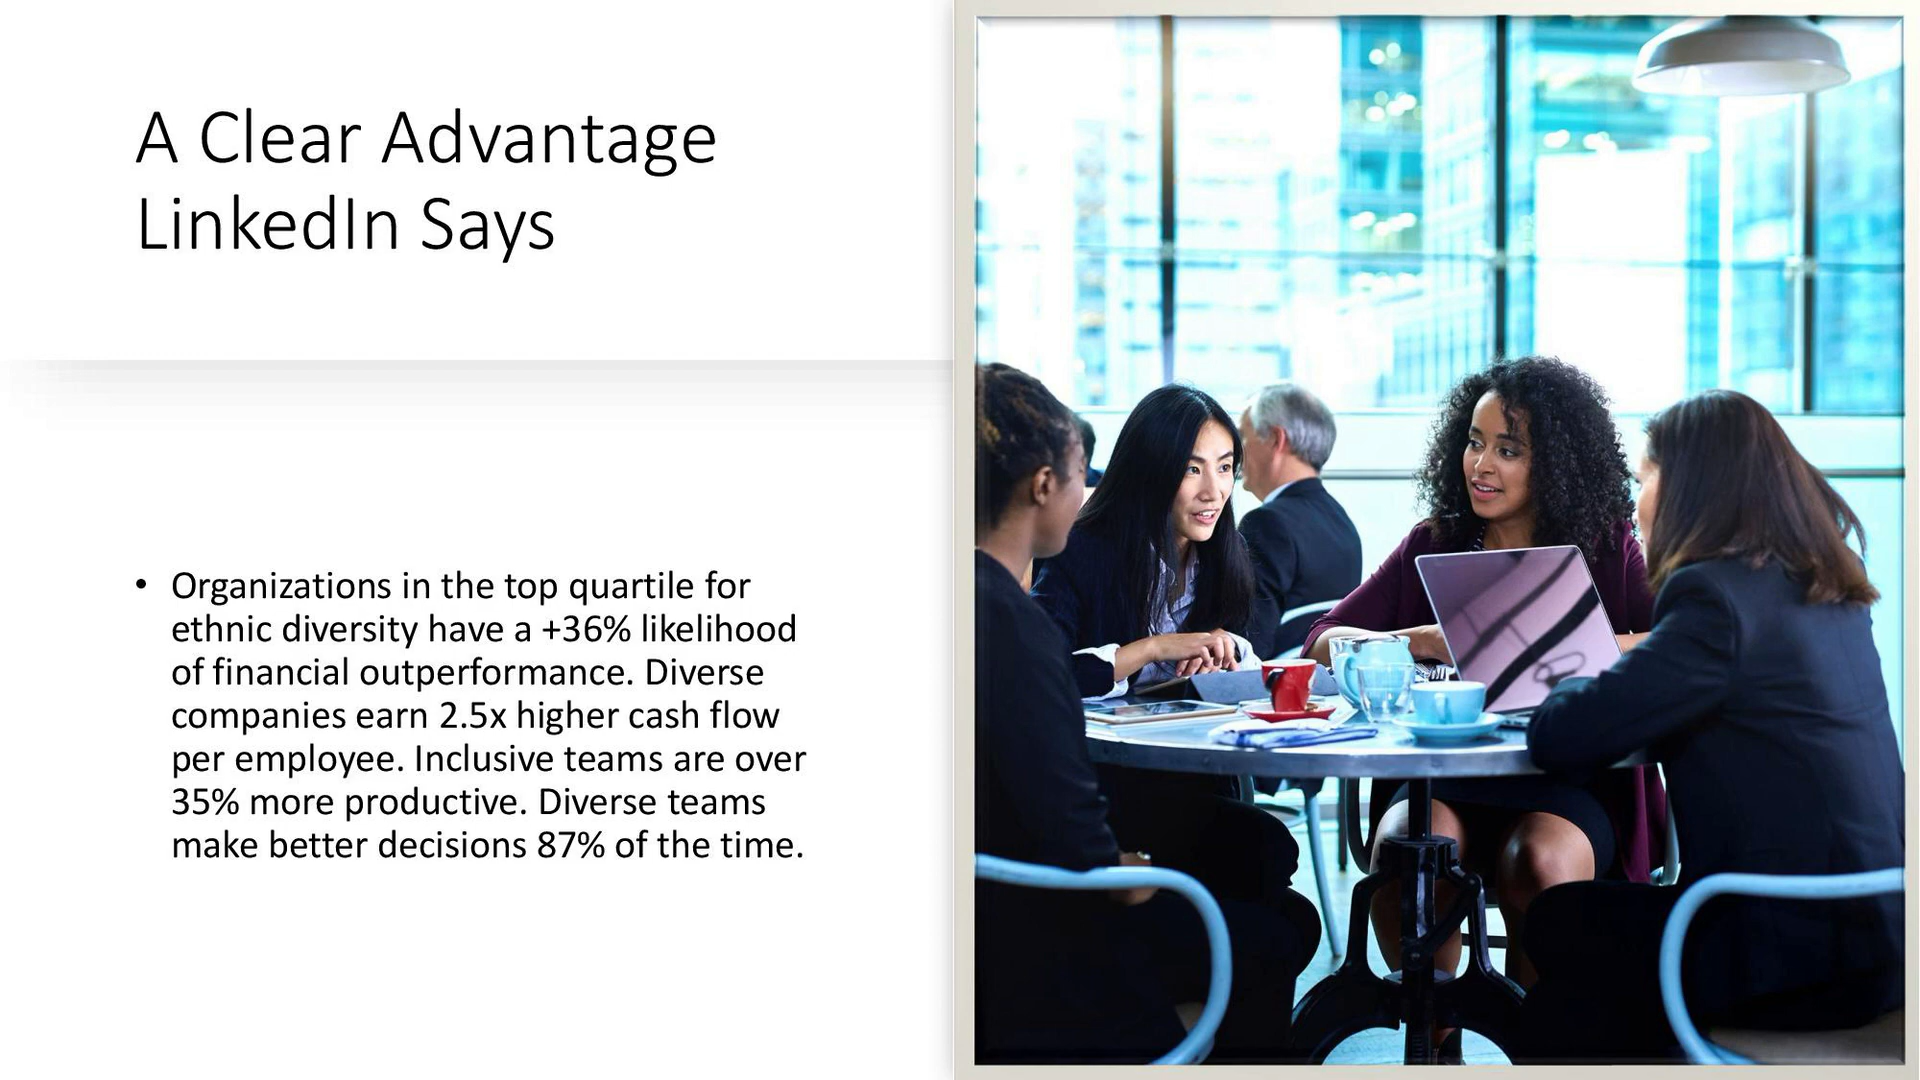 A Clear Advantage
LinkedIn Says
• Organizations in the top quartile for
ethnic diversity have a +36% likelihood
of financial outperformance. Diverse
companies earn 2.5x higher cash flow
per employee. Inclusive teams are over
35% more productive. Diverse teams
make better decisions 87% of the time.